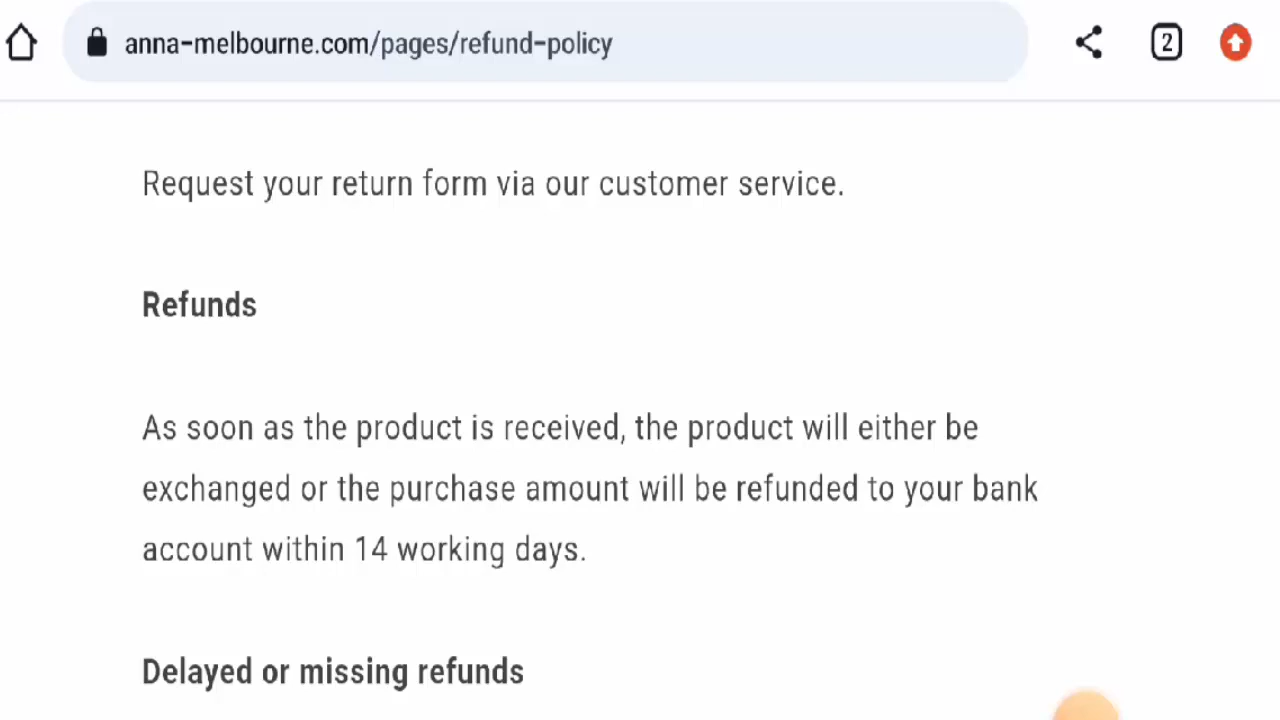 anna-melbourne.com/pages/refund-policy
2
Request your return form via our customer service.
Refunds
As soon as the product is received, the product will either be
exchanged or the purchase amount will be refunded to your bank
account within 14 working days.
Delayed or missing refunds